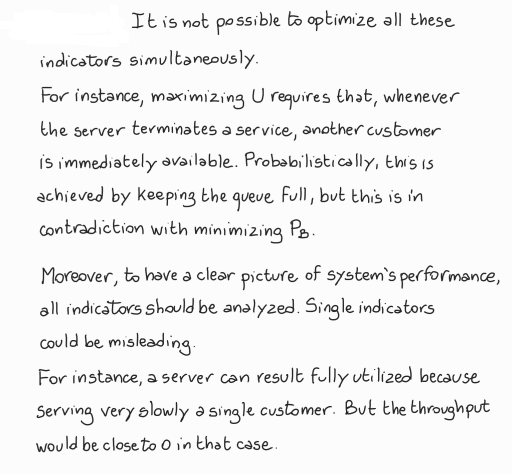 It is not possible to optimize all these
indicators simultaneously.
For instance, maximizing U requires that, whenever
the server terminates a service, another customer
is immediately available. Probabilistically, this is
achieved by keeping the queue full, but this is in
contradiction with minimizing PB.
Moreover, to have a clear picture of system's performance,
all indicators should be analyzed. Single indicators
could be misleading.
For instance, a server can result fully utilized because
serving very slowly a single customer. But the throughput
would be close to 0 in that case.